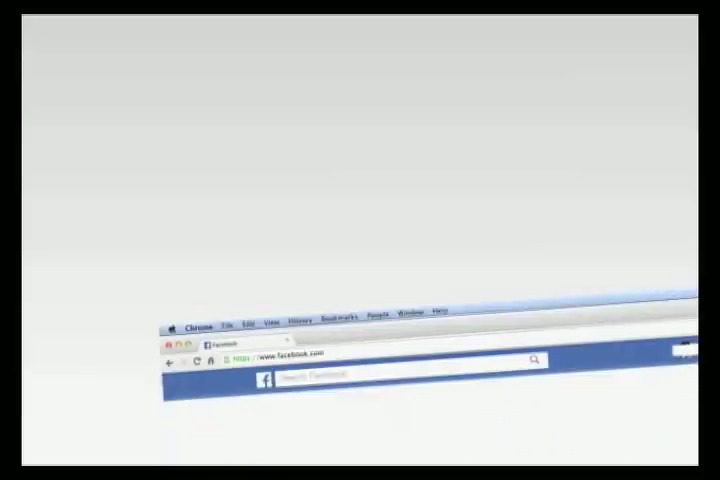 Chrome File Edit View History Bookmarks People Window Help
Facebook
https://www.facebook.com
f Search Facebook